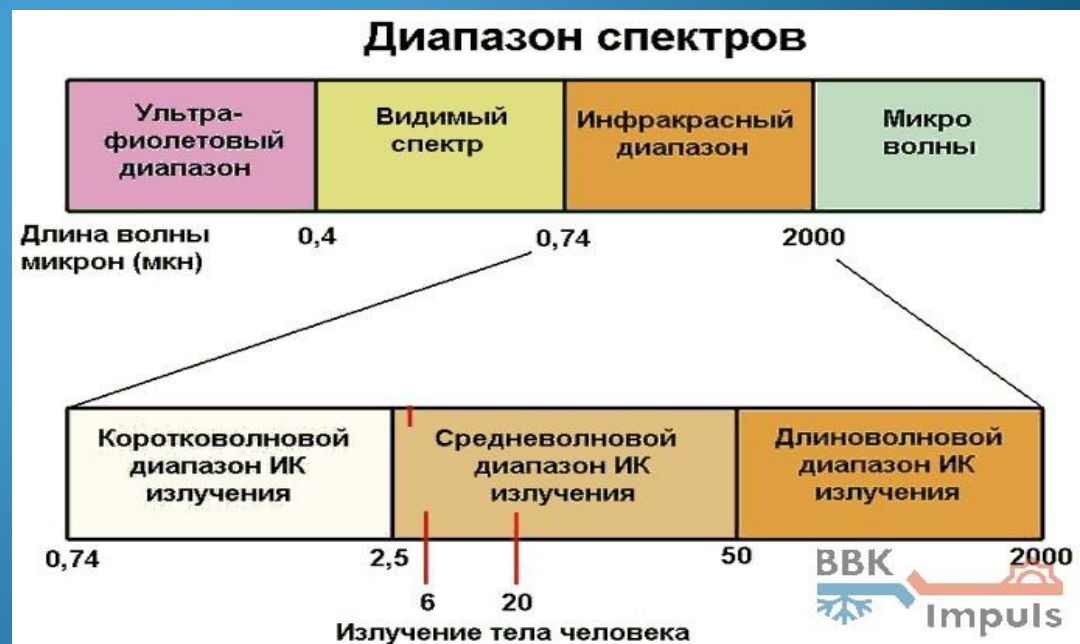 Диапазон спектров
Ультра-
фиолетовый
диапазон
Видимый
спектр
Инфракрасный
диапазон
Микро
волны
Длина волны
микрон (мкн)
0,4
0,74
2000
Коротковолновой
диапазон ИК
излучения
Средневолновой
диапазон ИК
излучения
Длиноволновой
диапазон ИК
излучения
0,74
2,5
50
2000
6
20
Излучение тела человека
BBK
Impuls